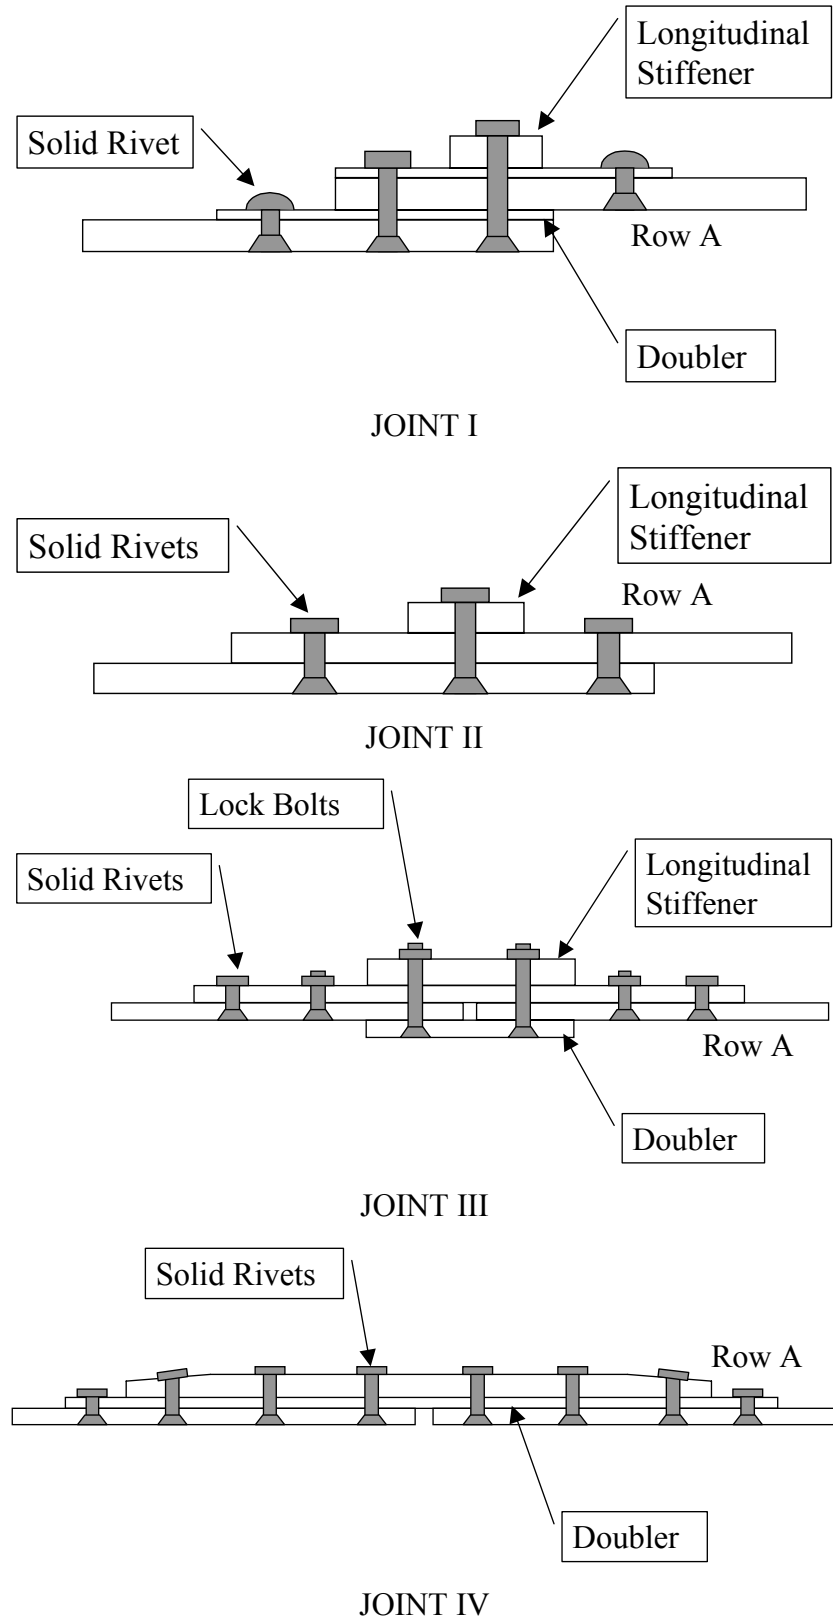 Longitudinal
Stiffener
Solid Rivet
Row A
Doubler
JOINT I
Longitudinal
Stiffener
Solid Rivets
Row A
JOINT II
Lock Bolts
Solid Rivets
Longitudinal
Stiffener
Row A
Doubler
JOINT III
Solid Rivets
Row A
Doubler
JOINT IV